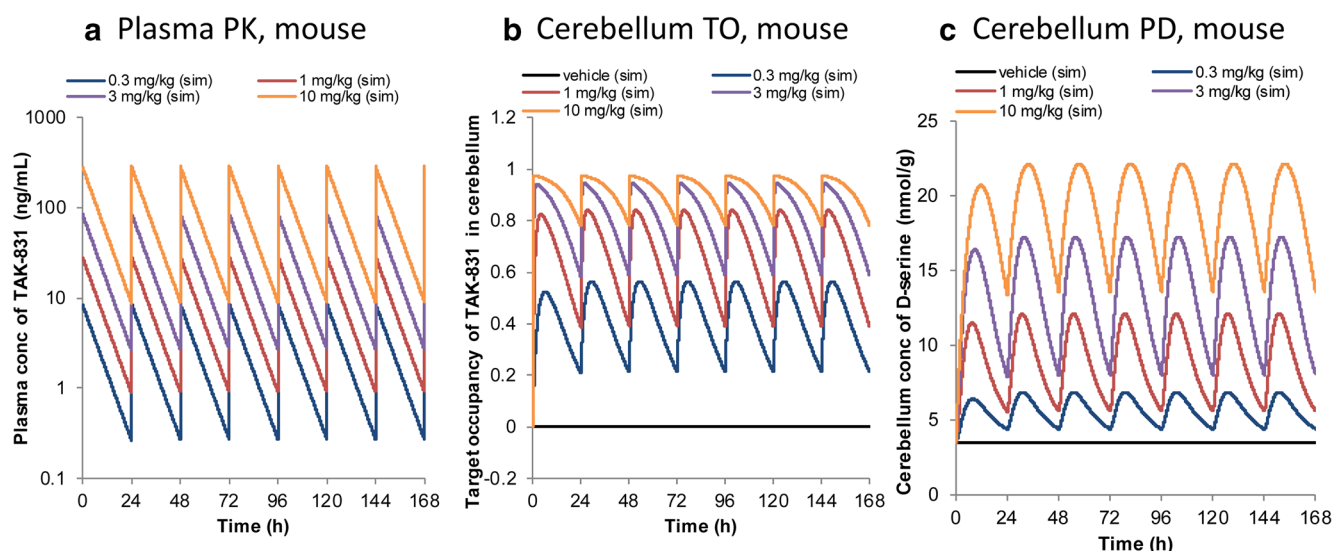 a Plasma PK, mouse
0.3 mg/kg (sim) 1 mg/kg (sim)
3 mg/kg (sim) 10 mg/kg (sim)
1000
100
10
1
0.1
Plasma conc of TAK-831 (ng/mL)
0 24 48 72 96 120 144 168
Time (h)
b Cerebellum TO, mouse
vehicle (sim) 0.3 mg/kg (sim)
1 mg/kg (sim) 3 mg/kg (sim)
10 mg/kg (sim)
1.2
1
0.8
0.6
0.4
0.2
0
-0.2
Target occupancy of TAK-831 in cerebellum
0 24 48 72 96 120 144 168
Time (h)
c Cerebellum PD, mouse
vehicle (sim) 0.3 mg/kg (sim)
1 mg/kg (sim) 3 mg/kg (sim)
10 mg/kg (sim)
25
20
15
10
5
0
Cerebellum conc of D-serine (nmol/g)
0 24 48 72 96 120 144 168
Time (h)